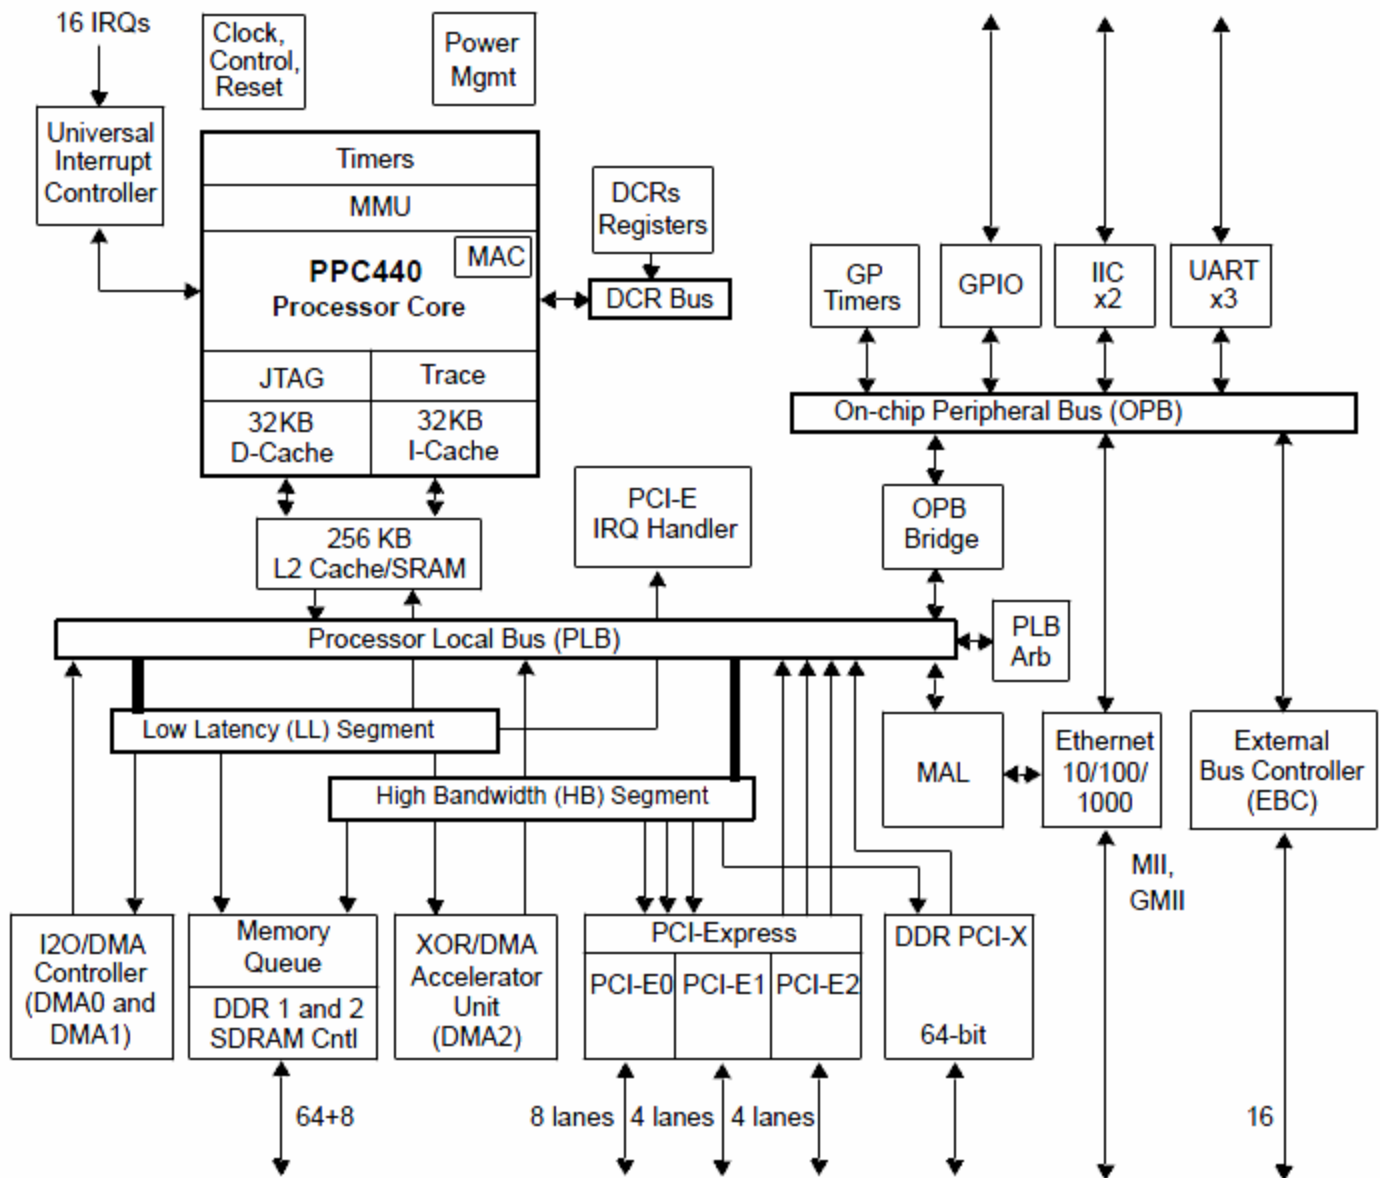 16 IRQs
Clock,
Control,
Reset
Power
Mgmt
Universal
Interrupt
Controller
Timers
MMU
MAC
PPC440
Processor Core
JTAG
Trace
32KB
D-Cache
32KB
I-Cache
DCRs
Registers
DCR Bus
GP
Timers
GPIO
IIC
x2
UART
x3
On-chip Peripheral Bus (OPB)
256 KB
L2 Cache/SRAM
PCI-E
IRQ Handler
OPB
Bridge
Processor Local Bus (PLB)
PLB
Arb
Low Latency (LL) Segment
High Bandwidth (HB) Segment
MAL
Ethernet
10/100/
1000
External
Bus Controller
(EBC)
MII,
GMII
I2O/DMA
Controller
(DMA0 and
DMA1)
Memory
Queue
DDR 1 and 2
SDRAM Cntl
XOR/DMA
Accelerator
Unit
(DMA2)
PCI-Express
PCI-E0
PCI-E1
PCI-E2
DDR PCI-X
64-bit
64+8
8 lanes
4 lanes
4 lanes
16